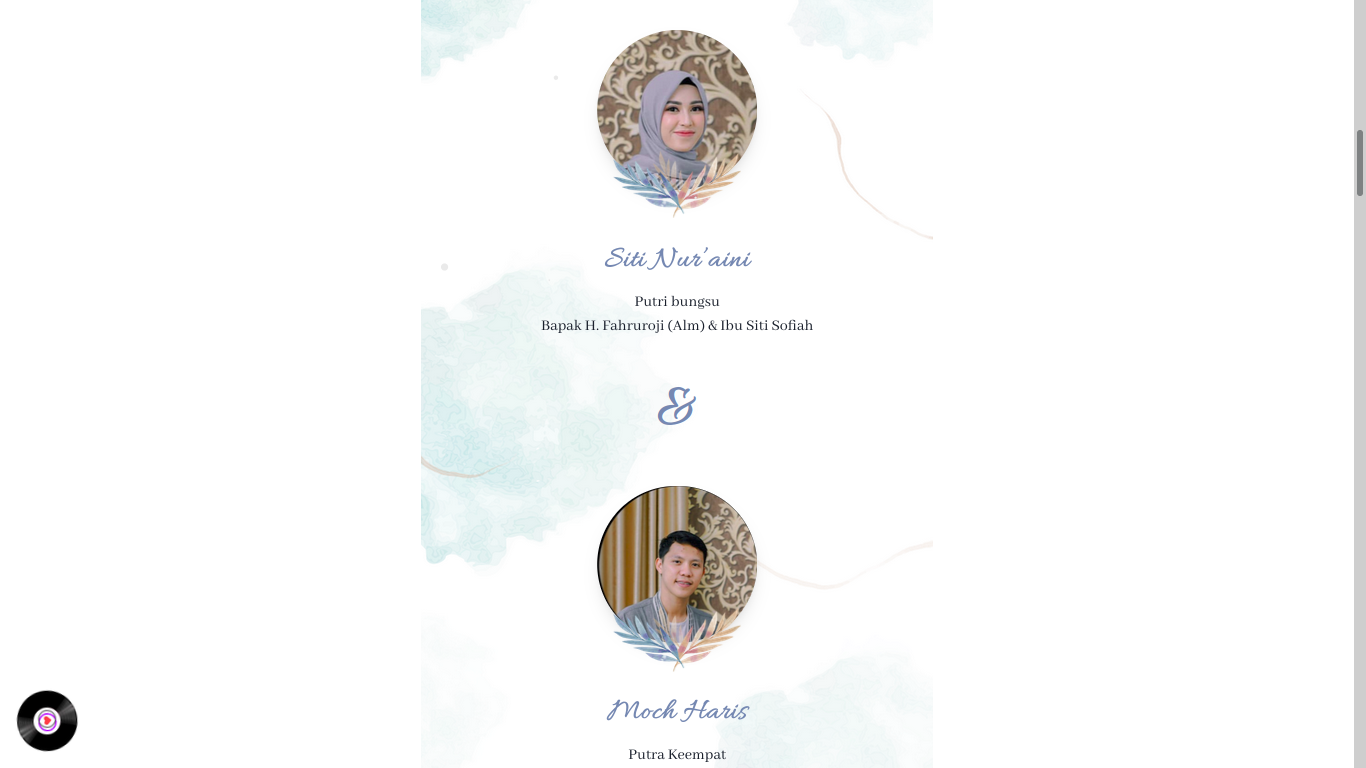 Siti Nur'aini
Putri bungsu
Bapak H. Fahruroji (Alm) & Ibu Siti Sofiah
&
Moch Haris
Putra Keempat